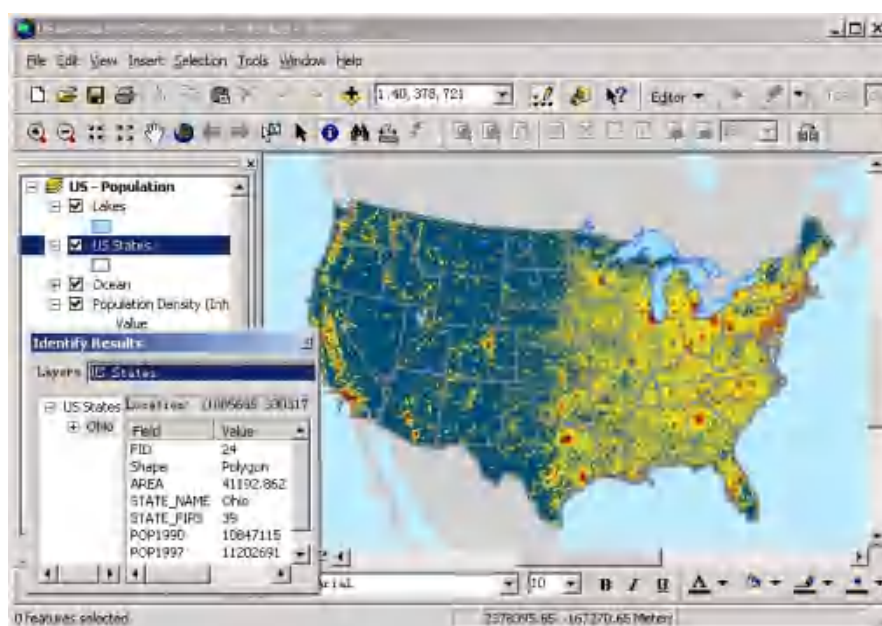 File Edit View Insert Selection Tools Window Help
1:40,378,721
Editor
US - Population
Lakes
US States
Ocean
Population Density (Inh
Value
Identify Results
Layers US States
US States
Ohio
Location:
Field Value
FID 24
Shape Polygon
AREA 41192.862
STATE_NAME Ohio
STATE_FIPS 39
POP1990 10847115
POP1997 11202691
rial 10 B I U A
0 features selected
Meters